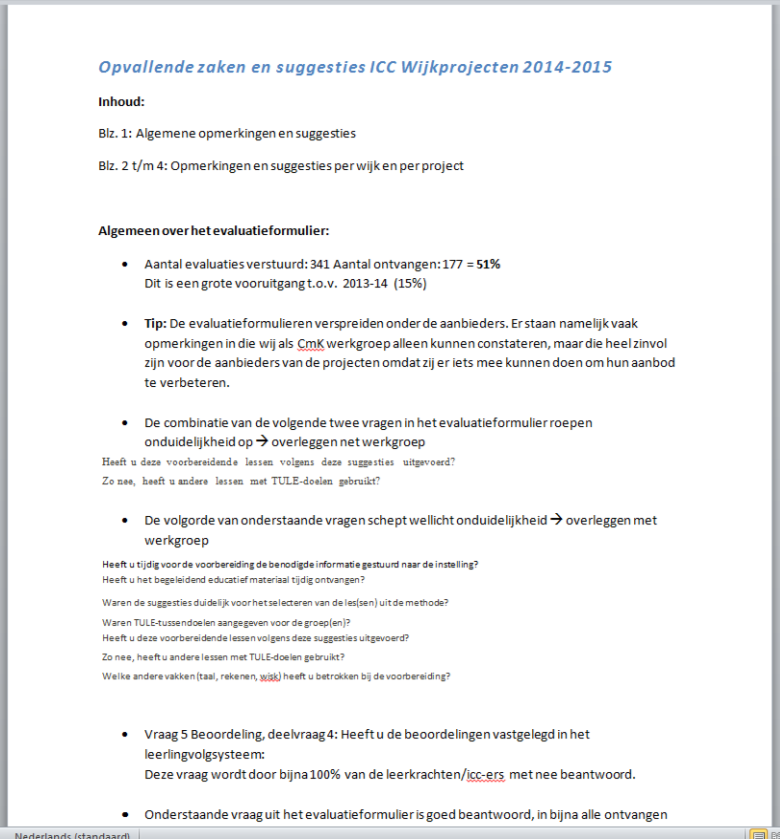 Opvallende zaken en suggesties ICC Wijkprojecten 2014-2015
Inhoud:
Blz. 1: Algemene opmerkingen en suggesties
Blz. 2 t/m 4: Opmerkingen en suggesties per wijk en per project
Algemeen over het evaluatieformulier:
• Aantal evaluaties verstuurd: 341 Aantal ontvangen: 177 = 51%
Dit is een grote vooruitgang t.o.v. 2013-14 (15%)
• Tip: De evaluatieformulieren verspreiden onder de aanbieders. Er staan namelijk vaak
opmerkingen in die wij als CmK werkgroep alleen kunnen constateren, maar die heel zinvol
zijn voor de aanbieders van de projecten omdat zij er iets mee kunnen doen om hun aanbod
te verbeteren.
• De combinatie van de volgende twee vragen in het evaluatieformulier roepen
onduidelijkheid op → overleggen net werkgroep
Heeft u deze voorbereidende lessen volgens deze suggesties uitgevoerd?
Zo nee, heeft u andere lessen met TULE-doelen gebruikt?
• De volgorde van onderstaande vragen schept wellicht onduidelijkheid → overleggen met
werkgroep
Heeft u tijdig voor de voorbereiding de benodigde informatie gestuurd naar de instelling?
Heeft u het begeleidend educatief materiaal tijdig ontvangen?
Waren de suggesties duidelijk voor het selecteren van de les(sen) uit de methode?
Waren TULE-tussendoelen aangegeven voor de groep(en)?
Heeft u deze voorbereidende lessen volgens deze suggesties uitgevoerd?
Zo nee, heeft u andere lessen met TULE-doelen gebruikt?
Welke andere vakken (taal, rekenen, wisk) heeft u betrokken bij de voorbereiding?
• Vraag 5 Beoordeling, deelvraag 4: Heeft u de beoordelingen vastgelegd in het
leerlingvolgsysteem:
Deze vraag wordt door bijna 100% van de leerkrachten/icc-ers met nee beantwoord.
• Onderstaande vraag uit het evaluatieformulier is goed beantwoord, in bijna alle ontvangen
Nederlands (standaard)